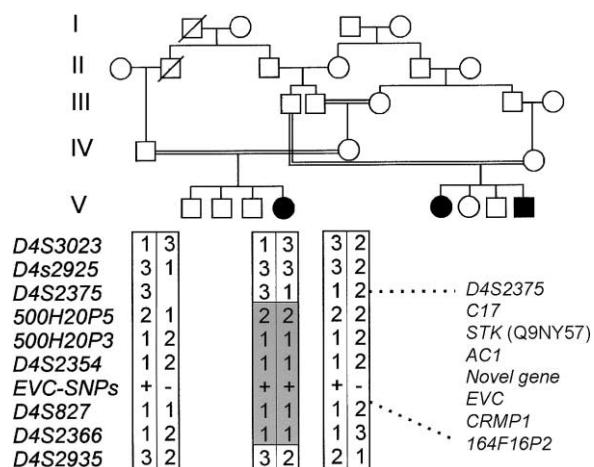 I
II
III
IV
V
D4S3023 1 3 1 3 3 2
D4s2925 3 1 3 3 3 2
D4S2375 3 3 1 1 2
500H20P5 2 1 2 2 2 2
500H20P3 1 2 1 1 1 2
D4S2354 1 2 1 1 1 2
EVC-SNPs + - + + + -
D4S827 1 1 1 1 1 2
D4S2366 1 2 1 1 1 3
D4S2935 3 2 3 2 2 1
D4S2375
C17
STK (Q9NY57)
AC1
Novel gene
EVC
CRMP1
164F16P2